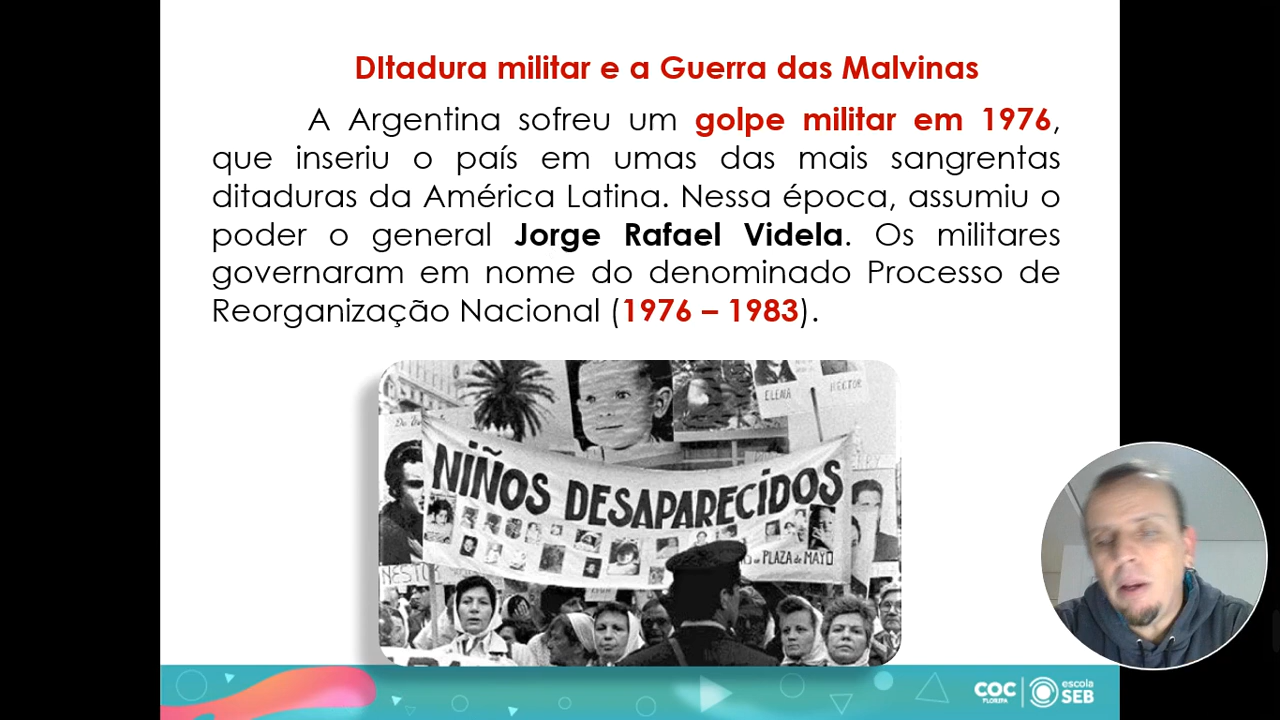 DItadura militar e a Guerra das Malvinas
A Argentina sofreu um golpe militar em 1976,
que inseriu o país em umas das mais sangrentas
ditaduras da América Latina. Nessa época, assumiu o
poder o general Jorge Rafael Videla. Os militares
governaram em nome do denominado Processo de
Reorganização Nacional (1976 – 1983).
ELENA
HÉCTOR
NIÑOS DESAPARECIDOS
PLAZA de MAYO
COC
FLORIPA
escola
SEB